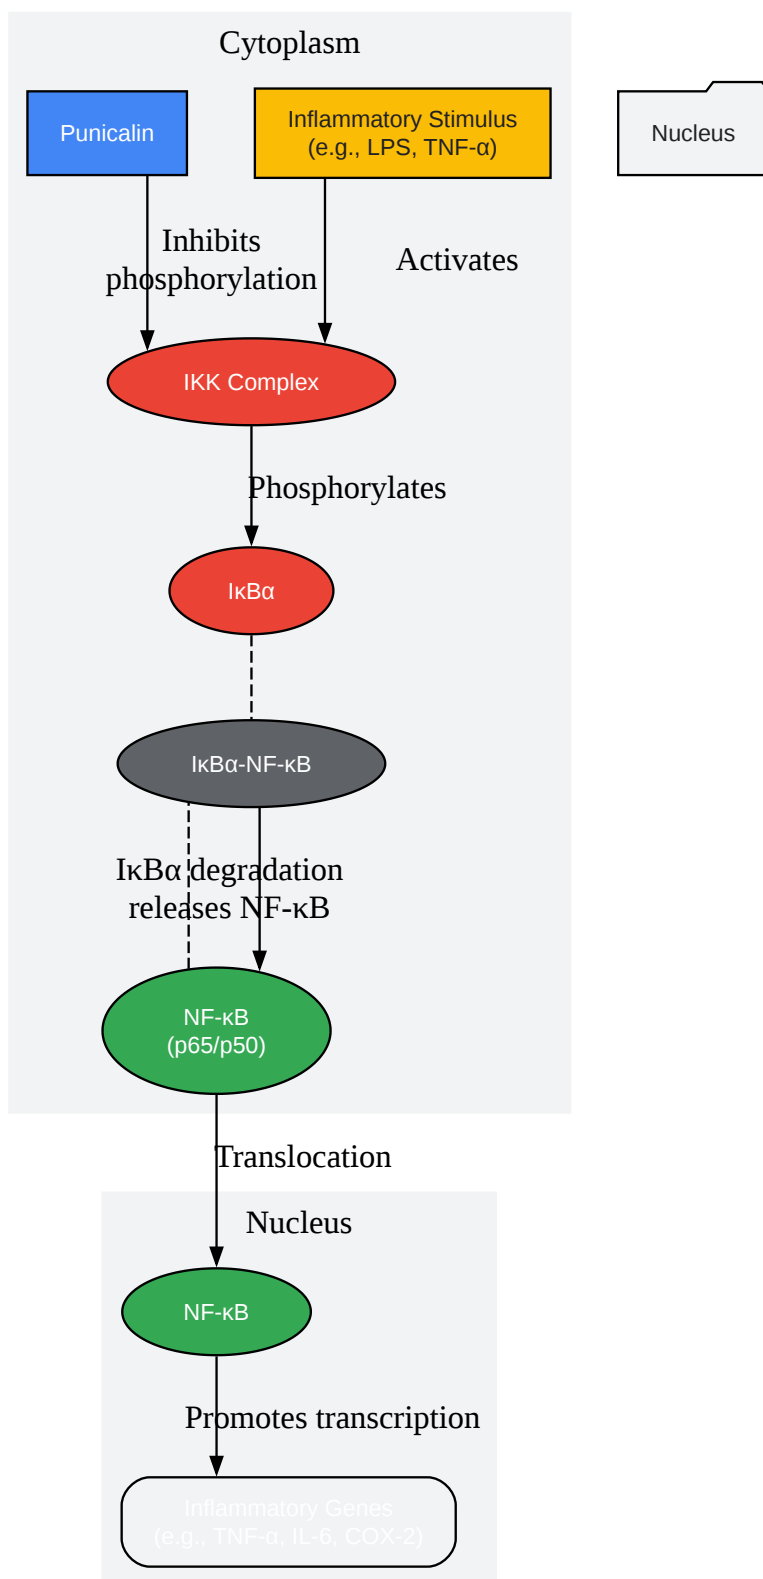 Cytoplasm
Punicalin
Inflammatory Stimulus
(e.g., LPS, TNF-α)
Nucleus
Inhibits
phosphorylation
Activates
IKK Complex
Phosphorylates
IκBα
IκBα-NF-κB
IκBα degradation
releases NF-κB
NF-κB
(p65/p50)
Translocation
Nucleus
NF-κB
Promotes transcription
Inflammatory Genes
(e.g., TNF-α, IL-6, COX-2)